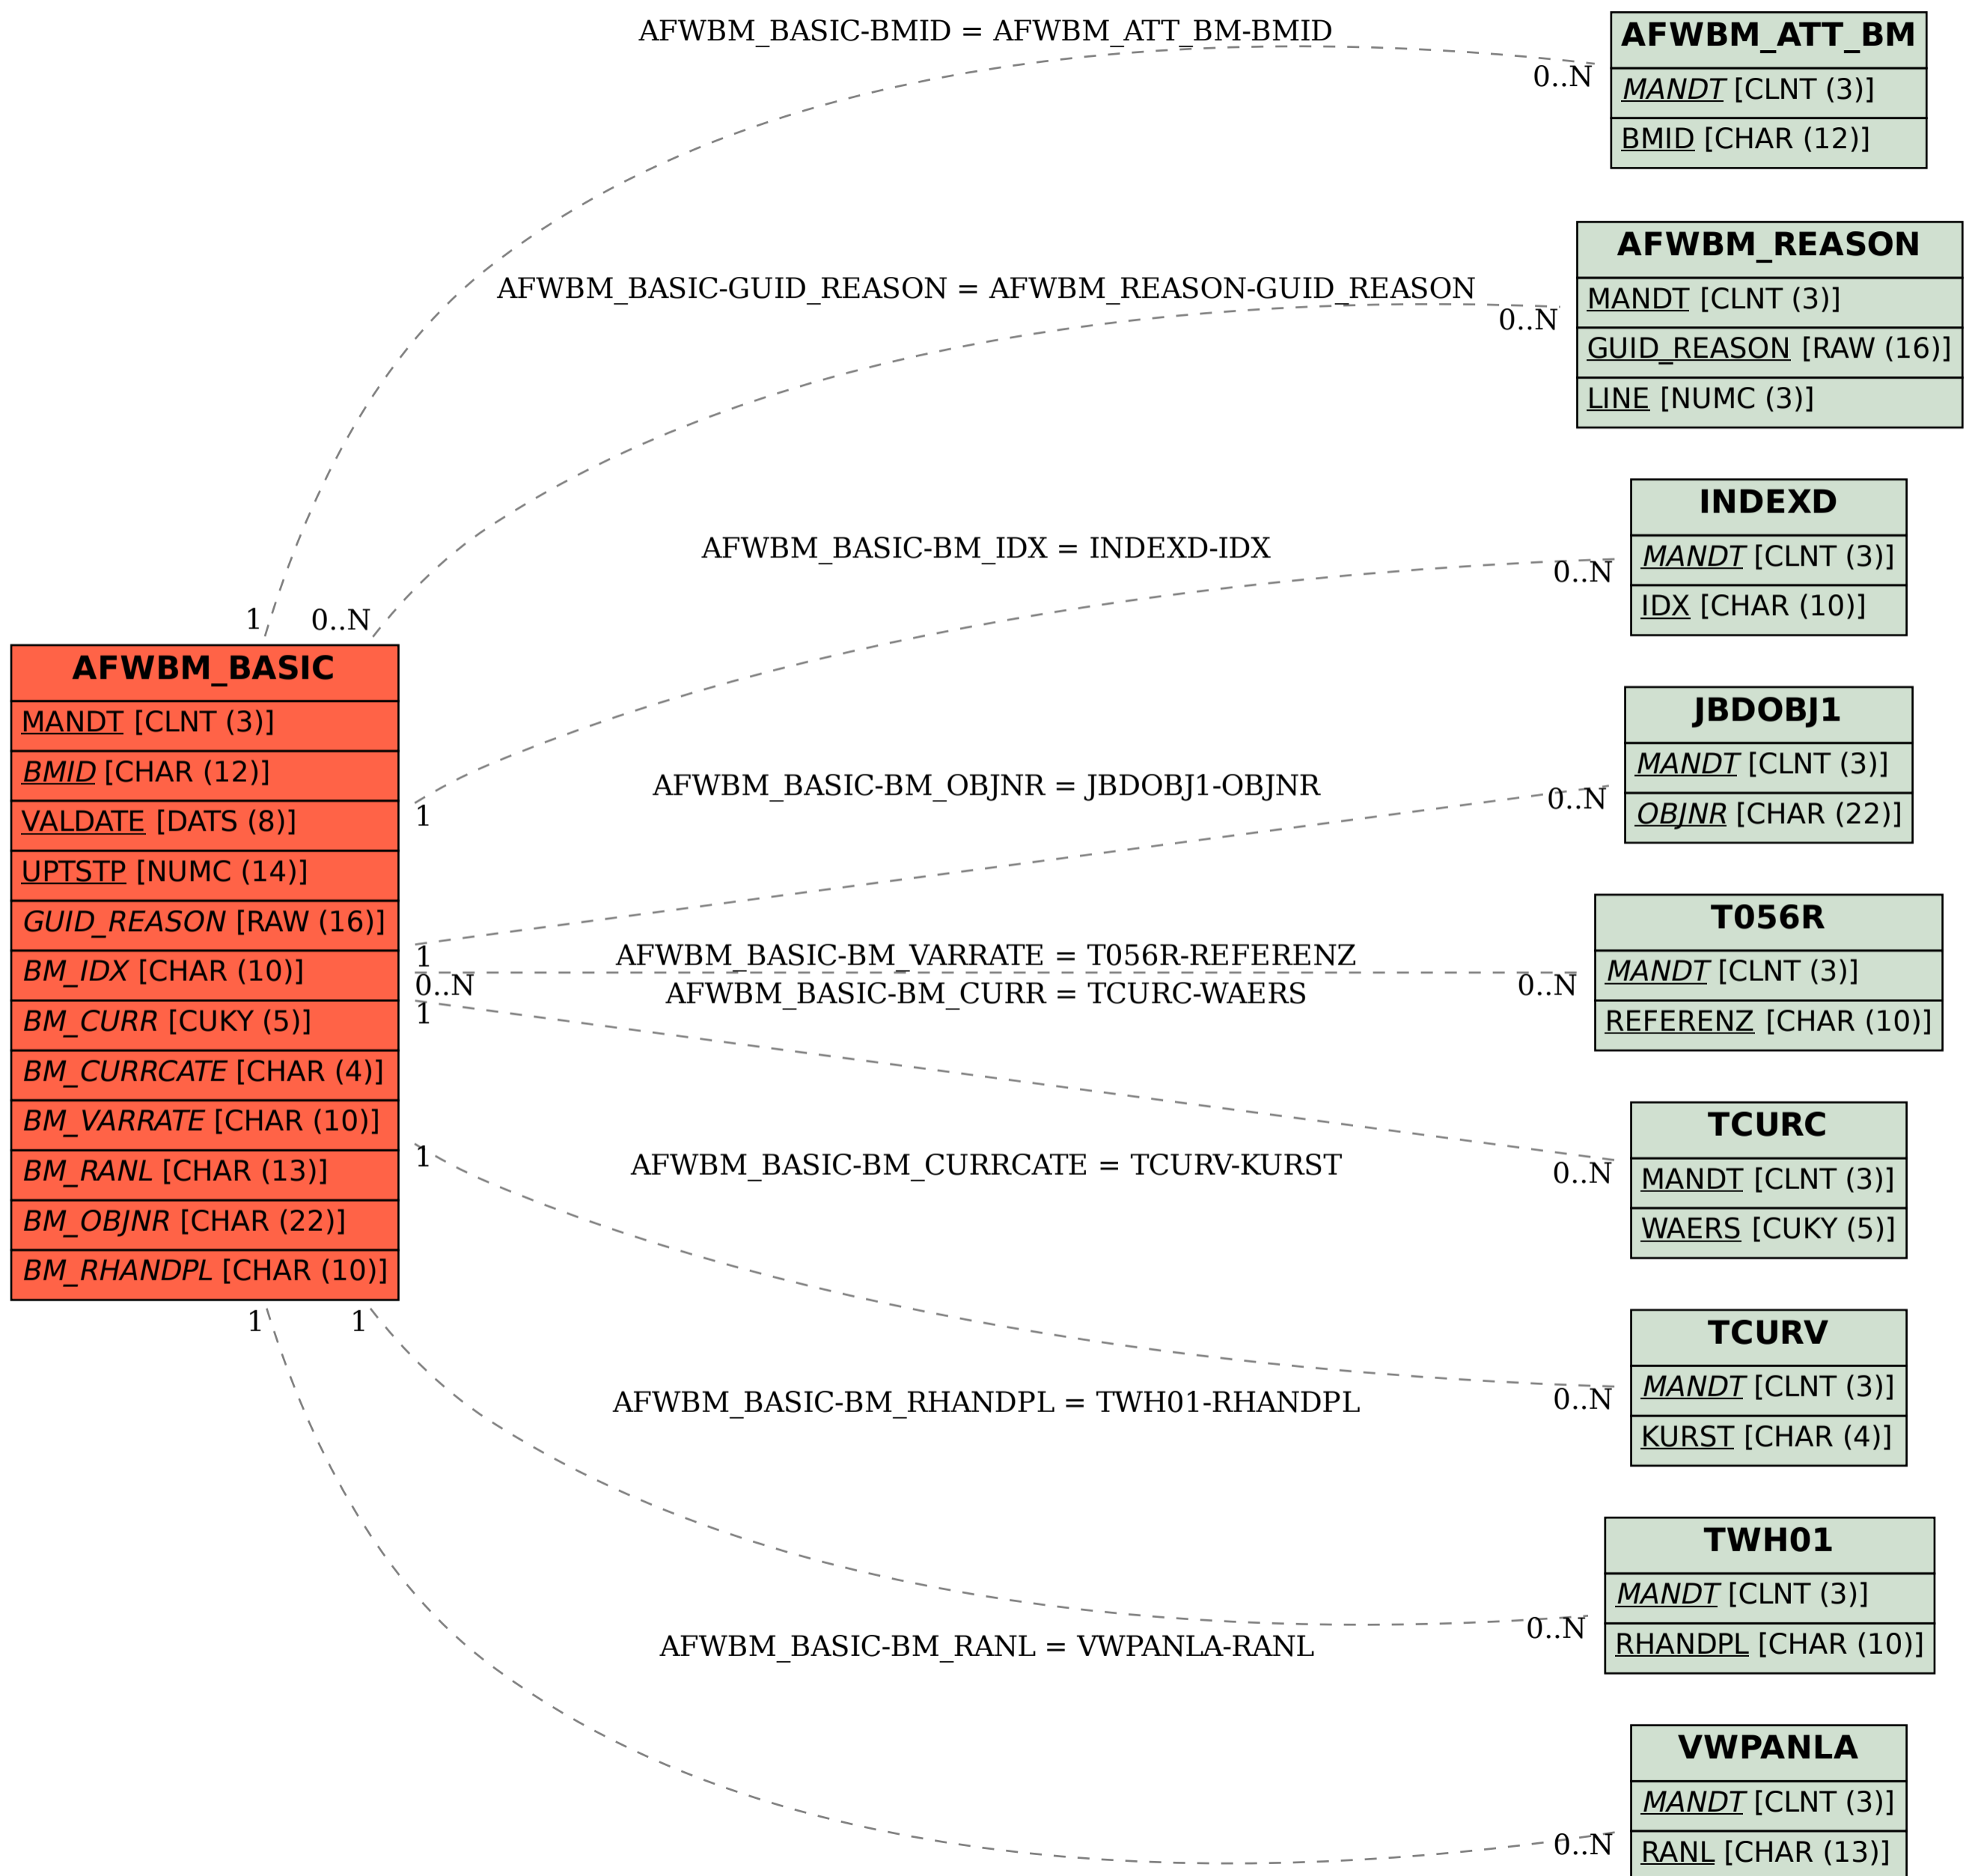 AFWBM_BASIC-BMID = AFWBM_ATT_BM-BMID
0..N
AFWBM_ATT_BM
MANDT [CLNT (3)]
BMID [CHAR (12)]
AFWBM_BASIC-GUID_REASON = AFWBM_REASON-GUID_REASON
0..N
AFWBM_REASON
MANDT [CLNT (3)]
GUID_REASON [RAW (16)]
LINE [NUMC (3)]
AFWBM_BASIC-BM_IDX = INDEXD-IDX
0..N
INDEXD
MANDT [CLNT (3)]
IDX [CHAR (10)]
1
0..N
AFWBM_BASIC
MANDT [CLNT (3)]
BMID [CHAR (12)]
VALDATE [DATS (8)]
UPTSTP [NUMC (14)]
GUID_REASON [RAW (16)]
BM_IDX [CHAR (10)]
BM_CURR [CUKY (5)]
BM_CURRCATE [CHAR (4)]
BM_VARRATE [CHAR (10)]
BM_RANL [CHAR (13)]
BM_OBJNR [CHAR (22)]
BM_RHANDPL [CHAR (10)]
1
AFWBM_BASIC-BM_OBJNR = JBDOBJ1-OBJNR
0..N
JBDOBJ1
MANDT [CLNT (3)]
OBJNR [CHAR (22)]
1
AFWBM_BASIC-BM_VARRATE = T056R-REFERENZ
0..N
0..N
T056R
MANDT [CLNT (3)]
REFERENZ [CHAR (10)]
AFWBM_BASIC-BM_CURR = TCURC-WAERS
1
0..N
TCURC
MANDT [CLNT (3)]
WAERS [CUKY (5)]
1
AFWBM_BASIC-BM_CURRCATE = TCURV-KURST
0..N
TCURV
MANDT [CLNT (3)]
KURST [CHAR (4)]
1
1
AFWBM_BASIC-BM_RHANDPL = TWH01-RHANDPL
0..N
TWH01
MANDT [CLNT (3)]
RHANDPL [CHAR (10)]
AFWBM_BASIC-BM_RANL = VWPANLA-RANL
0..N
VWPANLA
MANDT [CLNT (3)]
RANL [CHAR (13)]